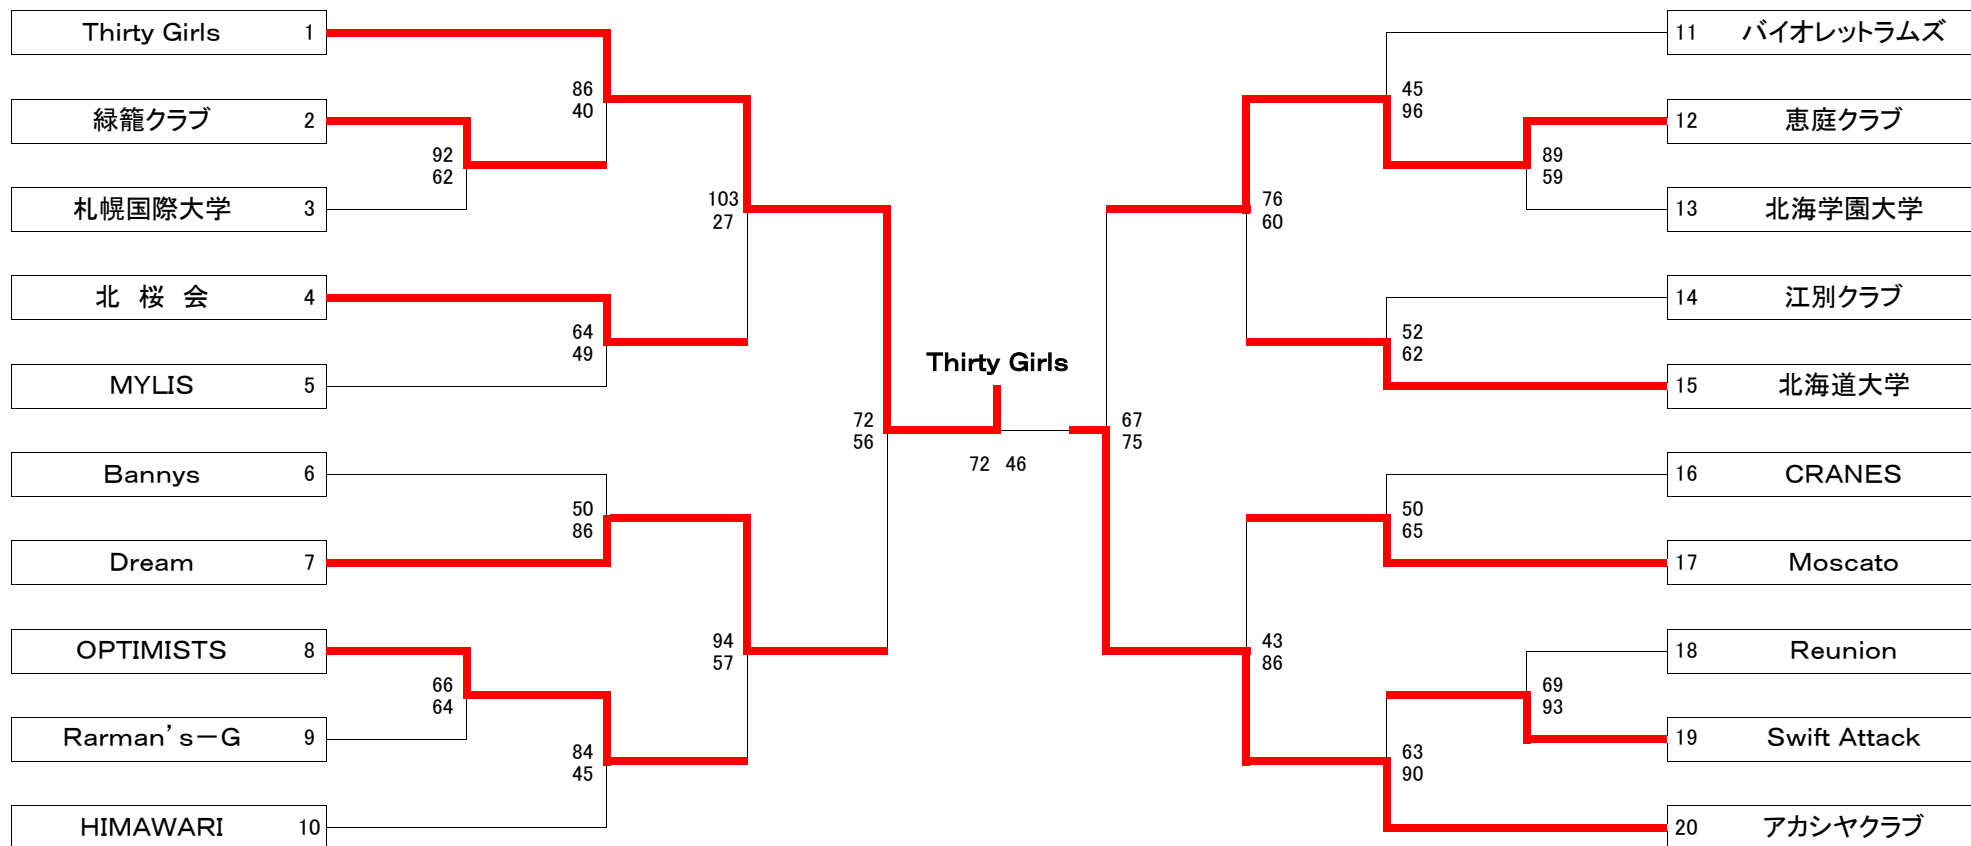 Thirty Girls 1
緑籠クラブ 2
札幌国際大学 3
北 桜 会 4
MYLIS 5
Bannys 6
Dream 7
OPTIMISTS 8
Rarman's－G 9
HIMAWARI 10
92
62
66
64
86
40
64
49
50
86
84
45
103
27
94
57
72
56
Thirty Girls
72 46
67
75
76
60
43
86
45
96
52
62
50
65
63
90
89
59
69
93
11 バイオレットラムズ
12 恵庭クラブ
13 北海学園大学
14 江別クラブ
15 北海道大学
16 CRANES
17 Moscato
18 Reunion
19 Swift Attack
20 アカシヤクラブ